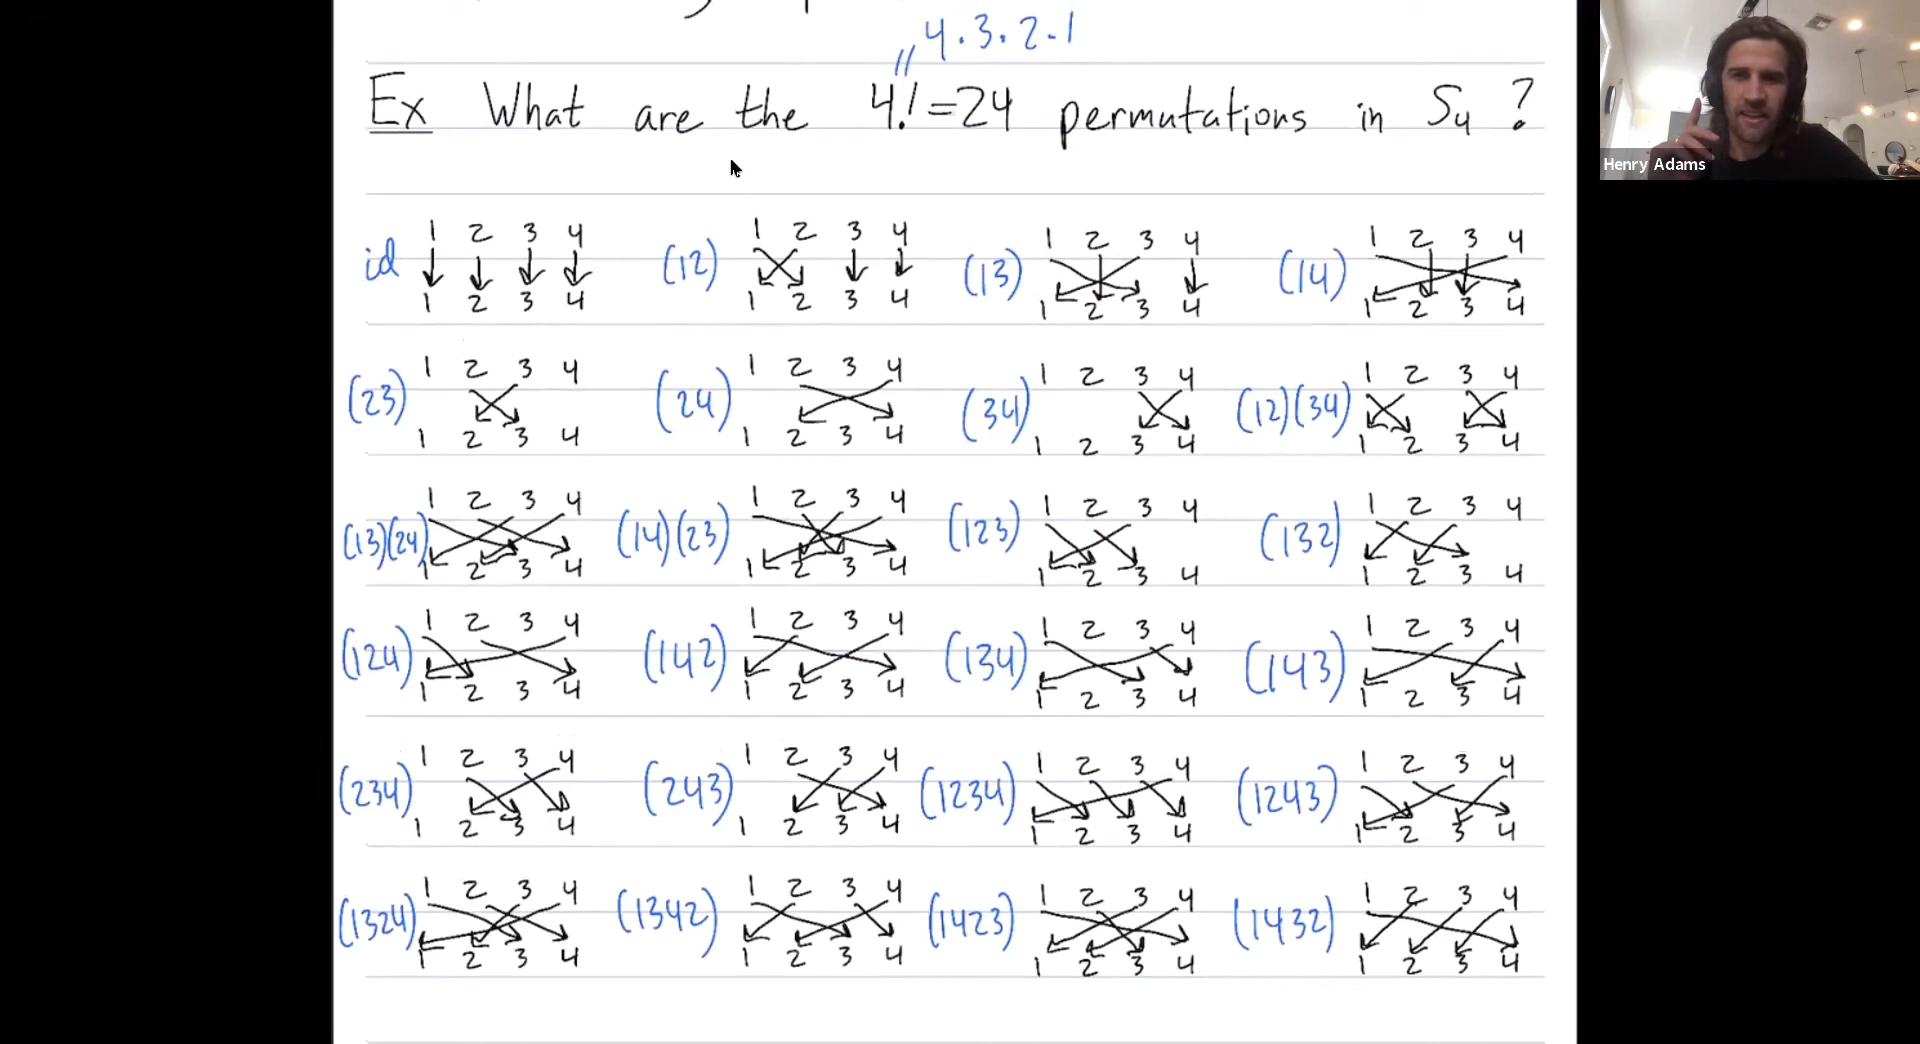 4·3·2·1
Ex What are the 4!=24 permutations in S₄ ?
Henry Adams
id 1 2 3 4 (12) 1 2 3 4 (13) 1 2 3 4 (14) 1 2 3 4
1 2 3 4 1 2 3 4 1 2 3 4 1 2 3 4
(23) 1 2 3 4 (24) 1 2 3 4 (34) 1 2 3 4 (12)(34) 1 2 3 4
1 2 3 4 1 2 3 4 1 2 3 4 1 2 3 4
(13)(24) 1 2 3 4 (14)(23) 1 2 3 4 (123) 1 2 3 4 (132) 1 2 3 4
1 2 3 4 1 2 3 4 1 2 3 4 1 2 3 4
(124) 1 2 3 4 (142) 1 2 3 4 (134) 1 2 3 4 (143) 1 2 3 4
1 2 3 4 1 2 3 4 1 2 3 4 1 2 3 4
(234) 1 2 3 4 (243) 1 2 3 4 (1234) 1 2 3 4 (1243) 1 2 3 4
1 2 3 4 1 2 3 4 1 2 3 4 1 2 3 4
(1324) 1 2 3 4 (1342) 1 2 3 4 (1423) 1 2 3 4 (1432) 1 2 3 4
1 2 3 4 1 2 3 4 1 2 3 4 1 2 3 4